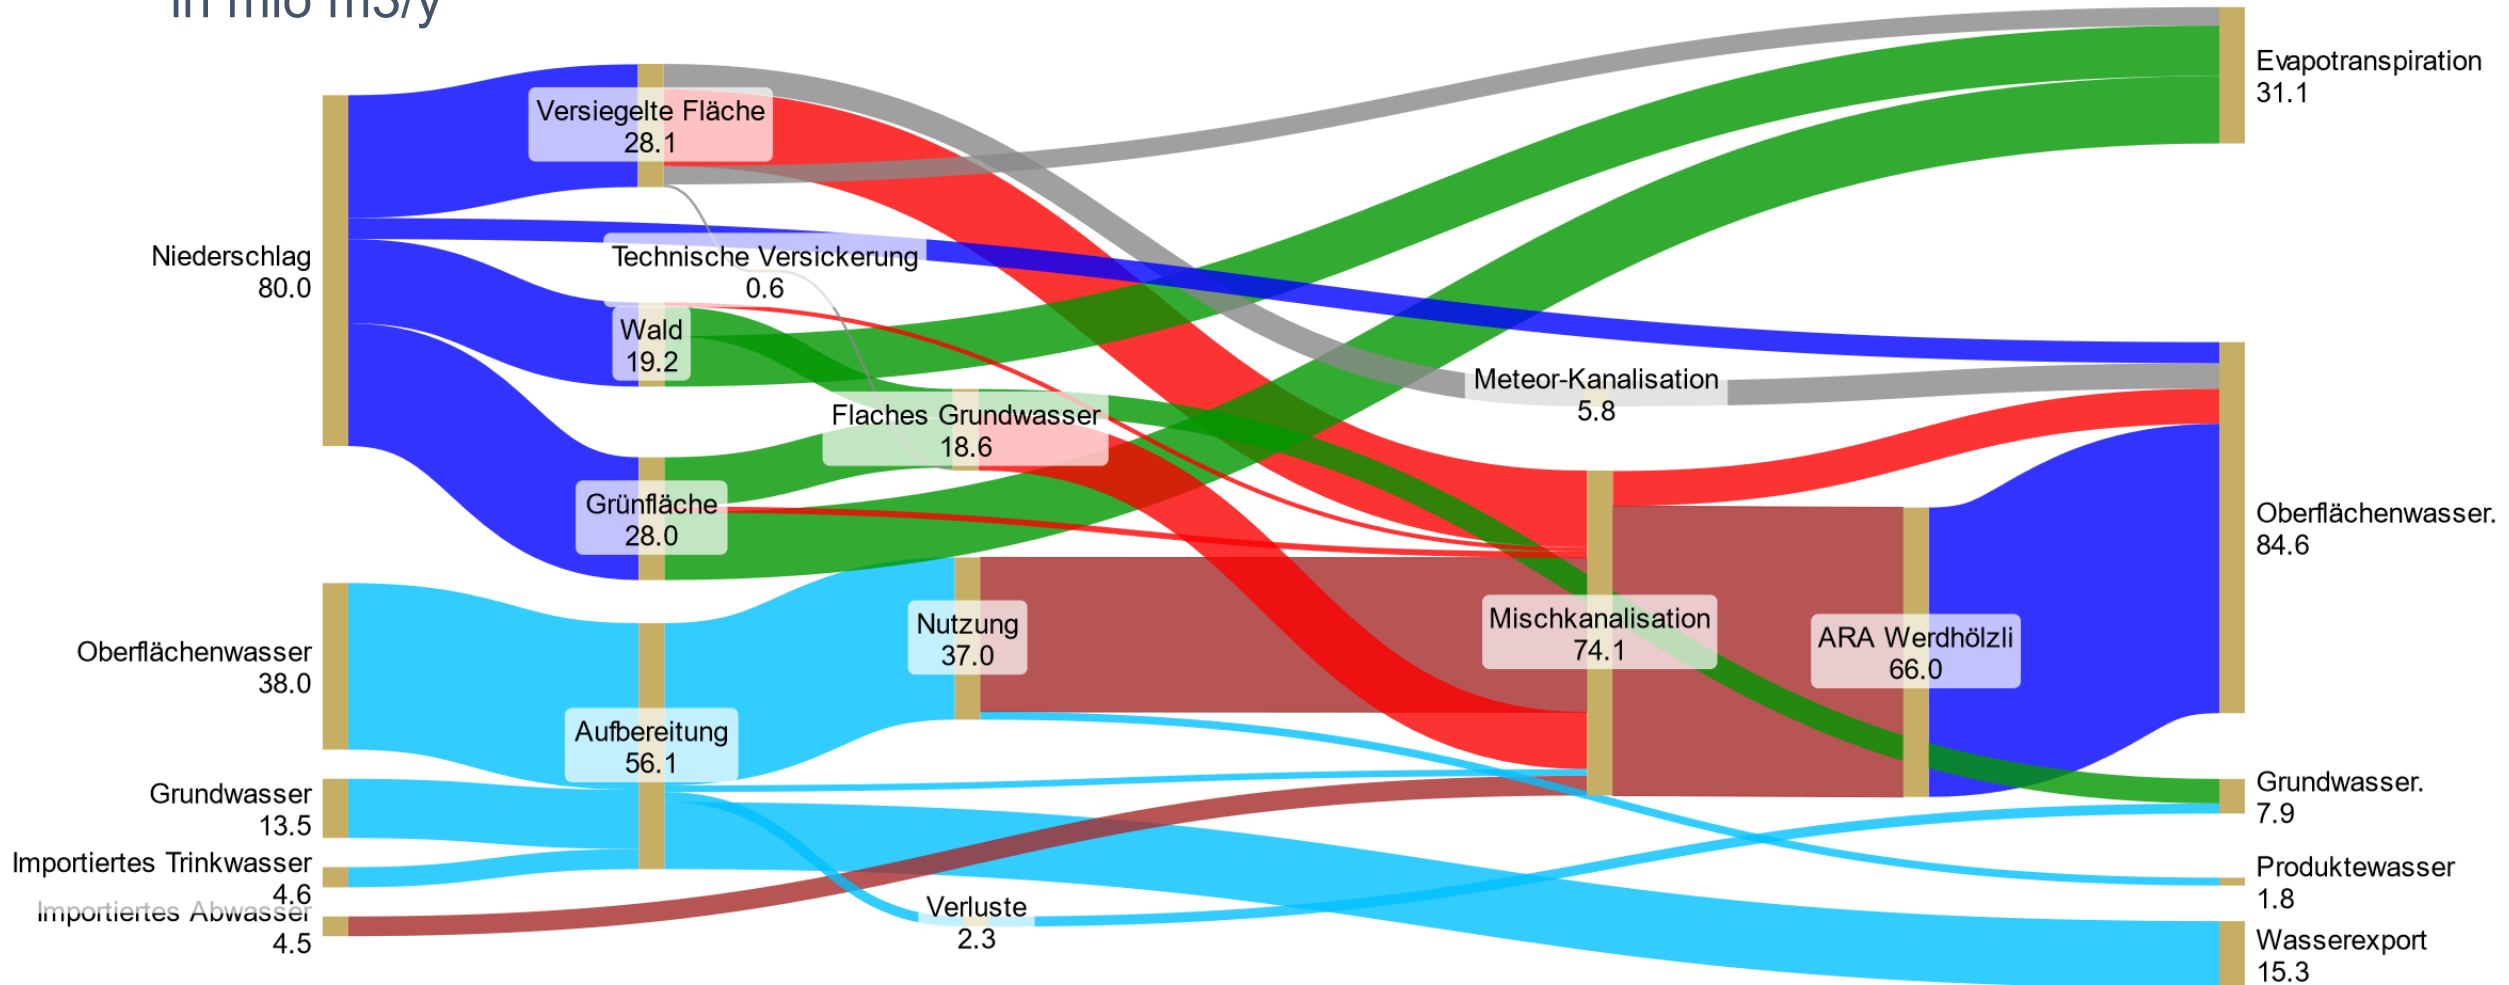 in mio m3/y
Evapotranspiration
31.1
Versiegelte Fläche
28.1
Niederschlag
80.0
Technische Versickerung
0.6
Wald
19.2
Meteor-Kanalisation
5.8
Flaches Grundwasser
18.6
Grünfläche
28.0
Oberflächenwasser.
84.6
Oberflächenwasser
38.0
Nutzung
37.0
Mischkanalisation
74.1
ARA Werdhölzli
66.0
Aufbereitung
56.1
Grundwasser
13.5
Grundwasser.
7.9
Importiertes Trinkwasser
4.6
Produktewasser
1.8
Importiertes Abwasser
4.5
Verluste
2.3
Wasserexport
15.3